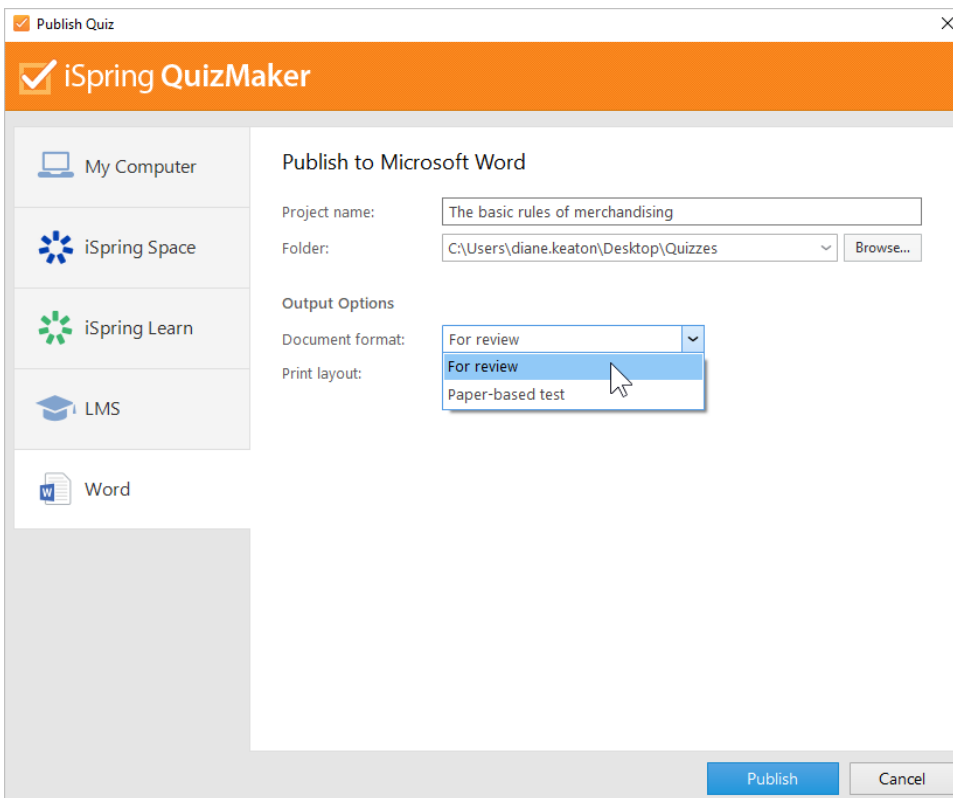 Publish Quiz
iSpring QuizMaker
My Computer
iSpring Space
iSpring Learn
LMS
W
Word
Publish to Microsoft Word
Project name: The basic rules of merchandising
Folder: C:\Users\diane.keaton\Desktop\Quizzes Browse...
Output Options
Document format: For review
For review
Print layout:
Paper-based test
Publish Cancel